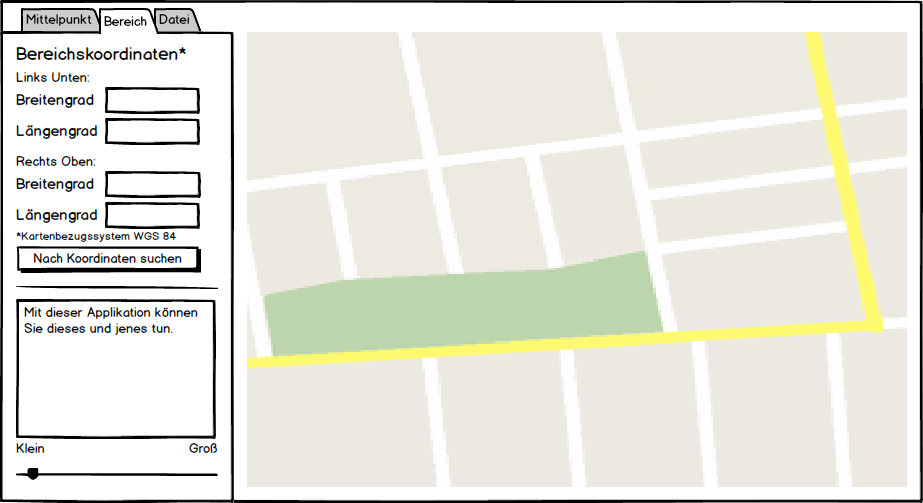 Mittelpunkt Bereich Datei
Bereichskoordinaten*
Links Unten:
Breitengrad
Längengrad
Rechts Oben:
Breitengrad
Längengrad
*Kartenbezugssystem WGS 84
Nach Koordinaten suchen
Mit dieser Applikation können
Sie dieses und jenes tun.
Klein Groß